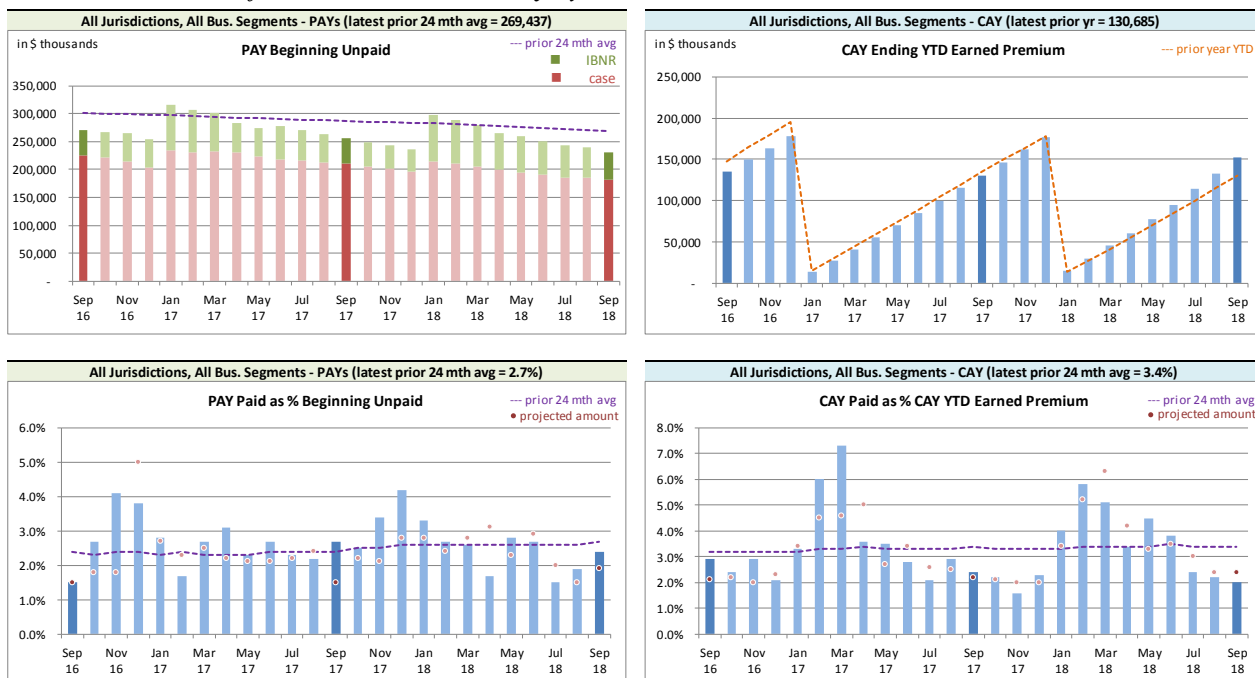 All Jurisdictions, All Bus. Segments - PAYs (latest prior 24 mth avg = 269,437)
in $ thousands
PAY Beginning Unpaid
--- prior 24 mth avg
IBNR
case
350,000
300,000
250,000
200,000
150,000
100,000
50,000
-
Sep 16 Nov 16 Jan 17 Mar 17 May 17 Jul 17 Sep 17 Nov 17 Jan 18 Mar 18 May 18 Jul 18 Sep 18
All Jurisdictions, All Bus. Segments - CAY (latest prior yr = 130,685)
in $ thousands
CAY Ending YTD Earned Premium
--- prior year YTD
250,000
200,000
150,000
100,000
50,000
-
Sep 16 Nov 16 Jan 17 Mar 17 May 17 Jul 17 Sep 17 Nov 17 Jan 18 Mar 18 May 18 Jul 18 Sep 18
All Jurisdictions, All Bus. Segments - PAYs (latest prior 24 mth avg = 2.7%)
PAY Paid as % Beginning Unpaid
--- prior 24 mth avg
projected amount
6.0%
5.0%
4.0%
3.0%
2.0%
1.0%
0.0%
Sep 16 Nov 16 Jan 17 Mar 17 May 17 Jul 17 Sep 17 Nov 17 Jan 18 Mar 18 May 18 Jul 18 Sep 18
All Jurisdictions, All Bus. Segments - CAY (latest prior 24 mth avg = 3.4%)
CAY Paid as % CAY YTD Earned Premium
--- prior 24 mth avg
projected amount
8.0%
7.0%
6.0%
5.0%
4.0%
3.0%
2.0%
1.0%
0.0%
Sep 16 Nov 16 Jan 17 Mar 17 May 17 Jul 17 Sep 17 Nov 17 Jan 18 Mar 18 May 18 Jul 18 Sep 18